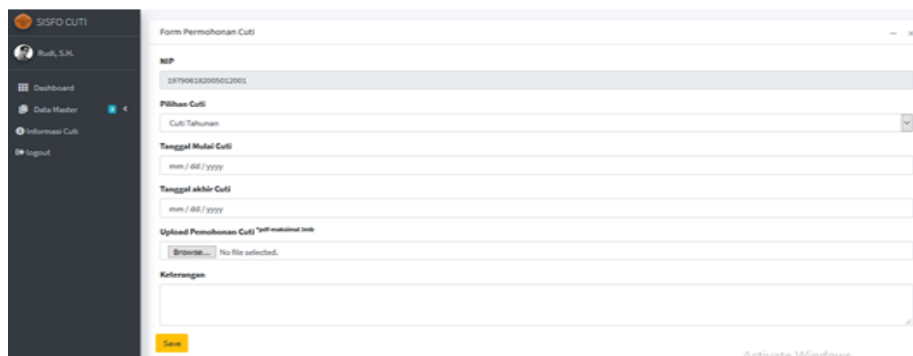 SISFO CUTI
Rudi, S.H.
Dashboard
Data Master
Informasi Cuti
logout
Form Permohonan Cuti
NIP
197906182005012001
Pilihan Cuti
Cuti Tahunan
Tanggal Mulai Cuti
mm / dd / yyyy
Tanggal akhir Cuti
mm / dd / yyyy
Upload Pemohonan Cuti *pdf-maksimal
Browse... No file selected.
Keterangan
Save
Activate Windows